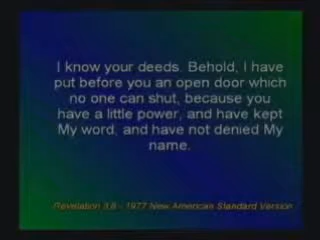 I know your deeds. Behold, I have
put before you an open door which
no one can shut, because you
have a little power, and have kept
My word, and have not denied My
name.
Revelation 3:8 - 1977 New American Standard Version